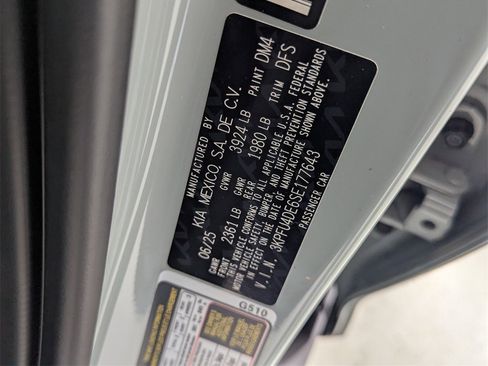 MANUFACTURED BY
KIA MEXICO, S.A. DE C.V.
06/25 GVWR 3924 LB PAINT DM4
GAWR FRONT 2361 LB GAWR REAR 1980 LB TRIM DFS
THIS VEHICLE CONFORMS TO ALL APPLICABLE U.S.A. FEDERAL
MOTOR VEHICLE SAFETY, BUMPER, AND THEFT PREVENTION STANDARDS
IN EFFECT ON THE DATE OF MANUFACTURE SHOWN ABOVE.
V.I.N. 3KPFU4DE6SE177643
PASSENGER CAR
G510